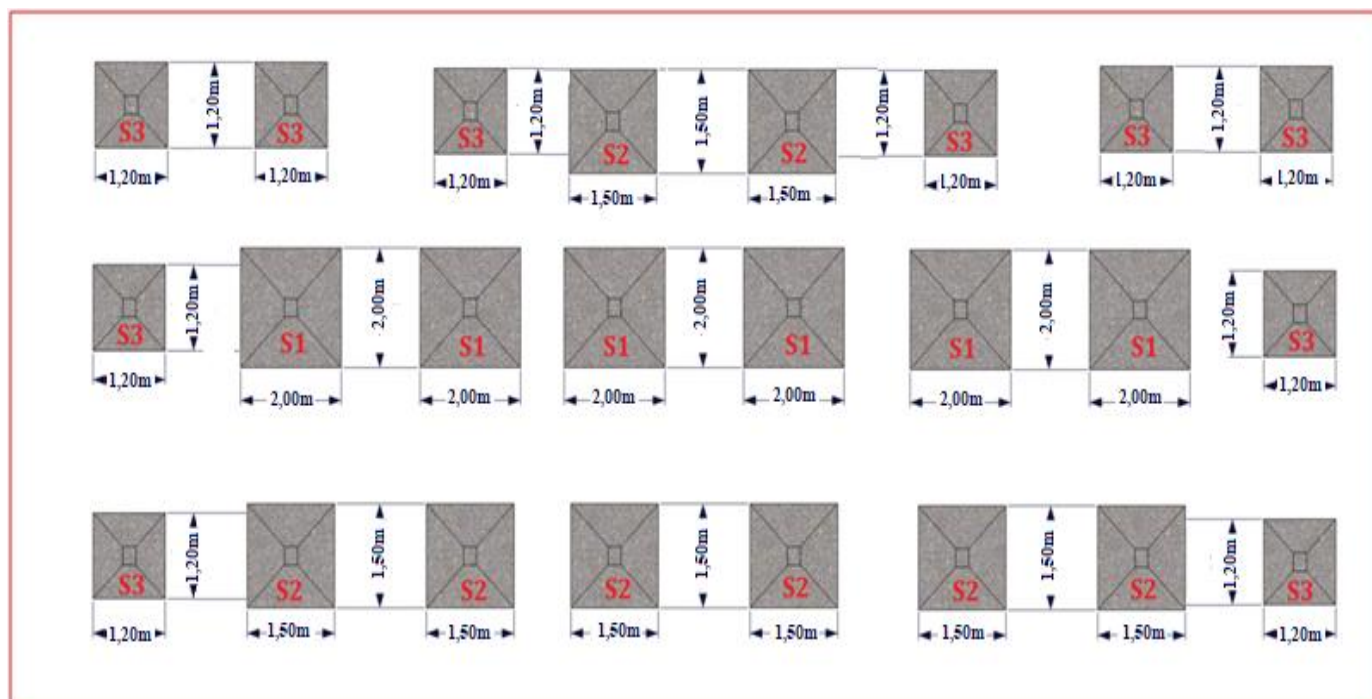 S3 1,20m S3 1,20m S2 1,50m S2 1,20m S3 S3 1,20m S3
1,20m 1,20m 1,20m 1,50m 1,50m 1,20m 1,20m 1,20m
S3 1,20m S1 2,00m S1 S1 2,00m S1 S1 2,00m S1 1,20m S3
1,20m 2,00m 2,00m 2,00m 2,00m 2,00m 2,00m 1,20m
S3 1,20m S2 1,50m S2 S2 1,50m S2 S2 1,50m S2 1,20m S3
1,20m 1,50m 1,50m 1,50m 1,50m 1,50m 1,50m 1,20m